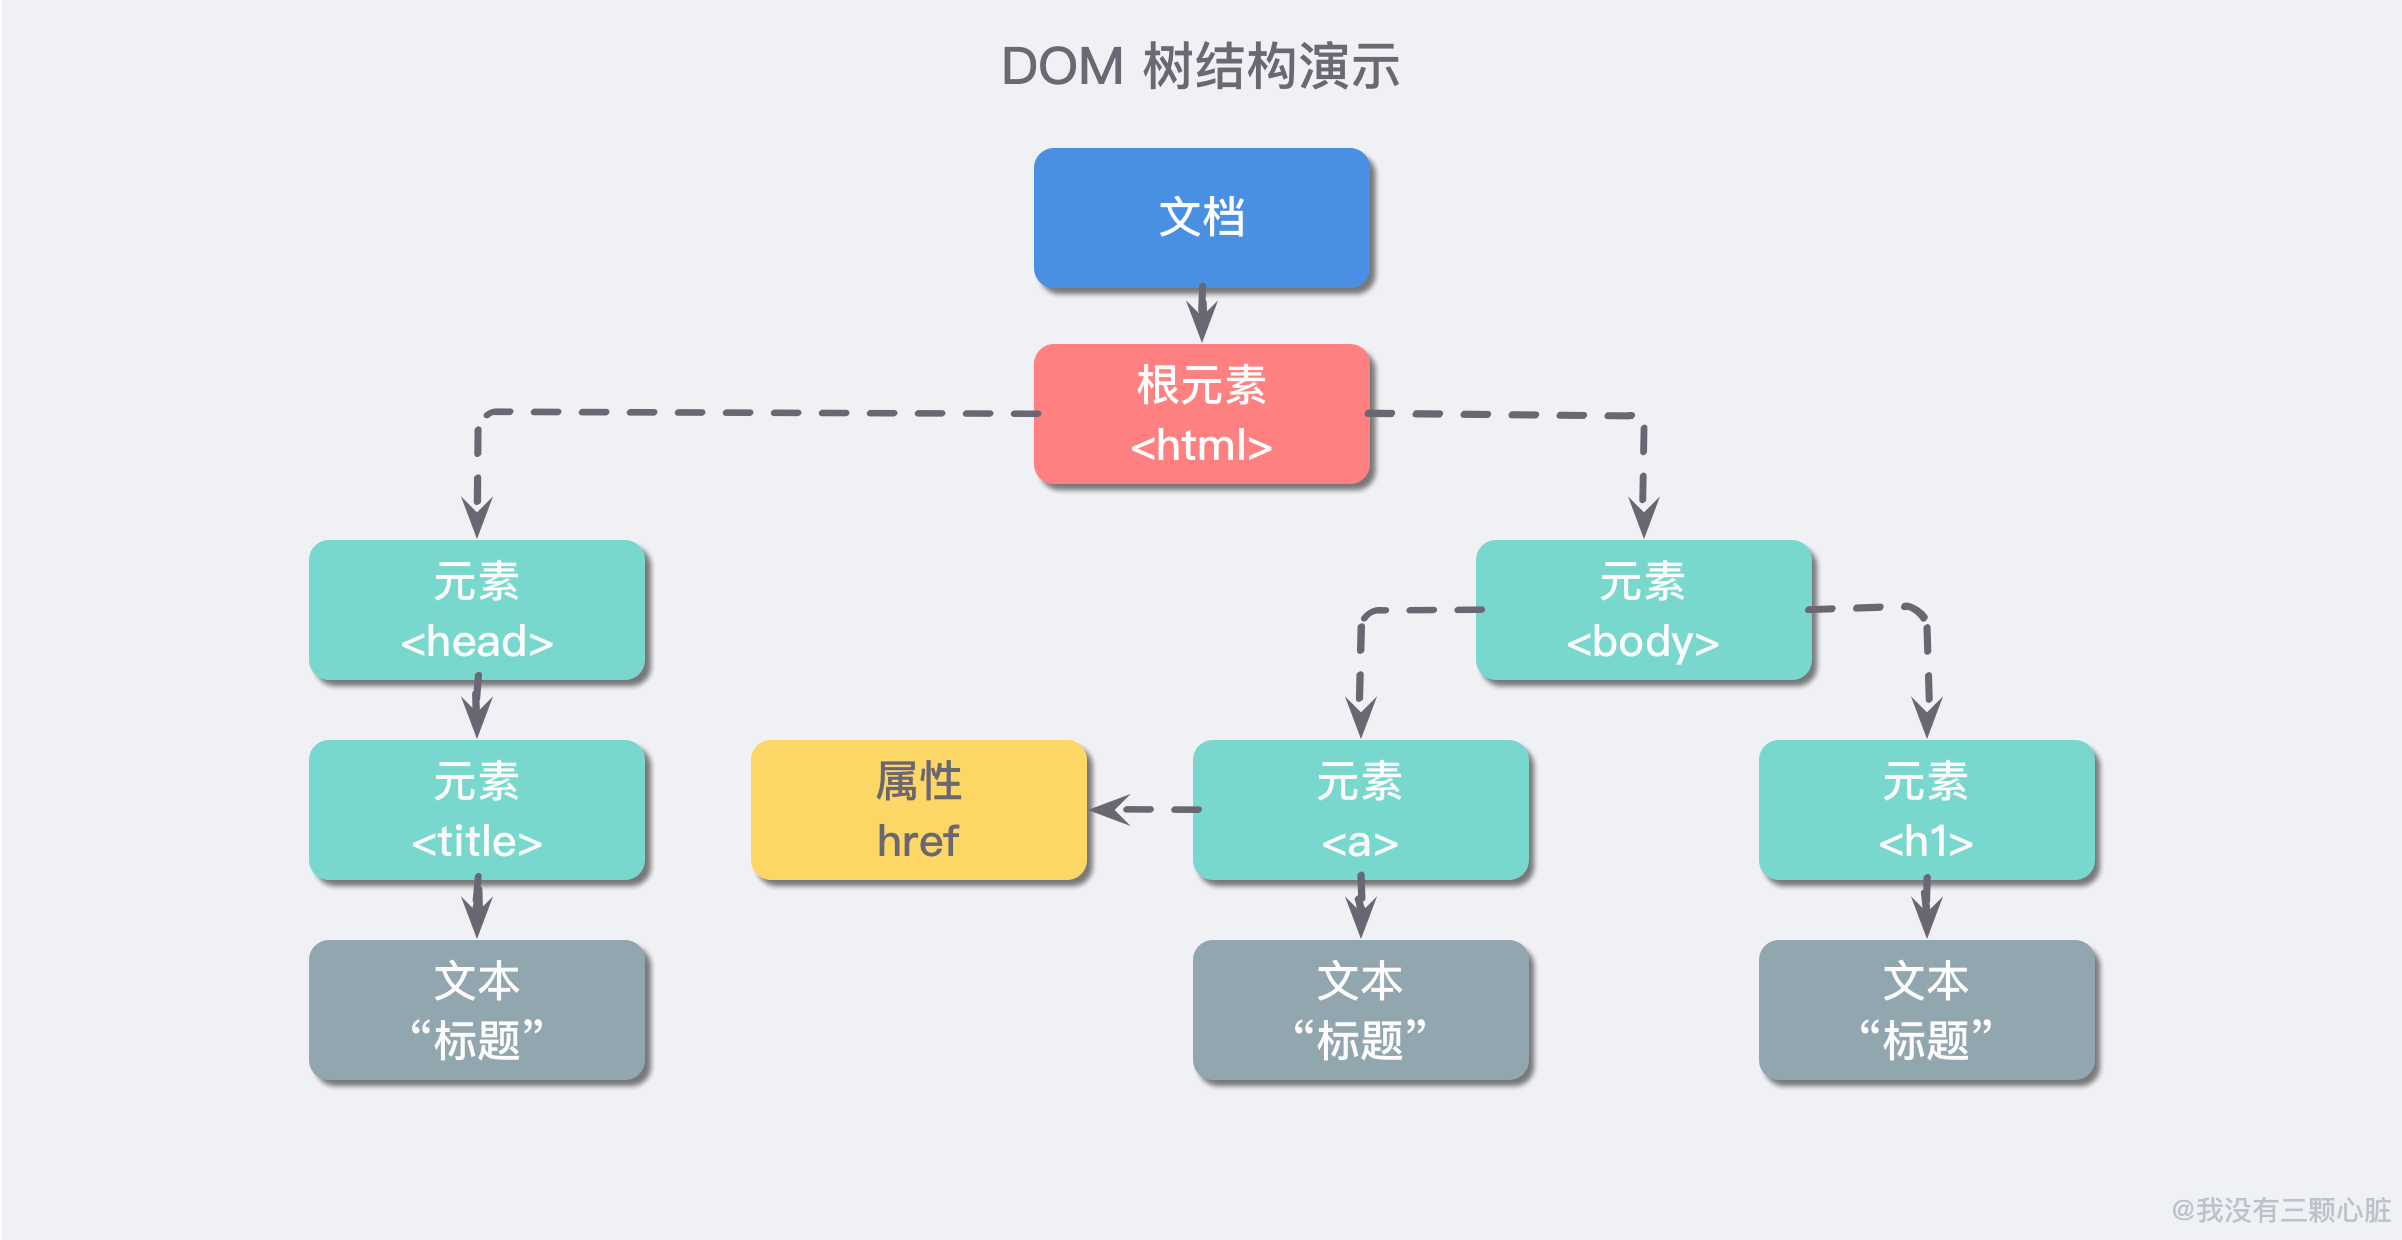 DOM 树结构演示
文档
根元素
<html>
元素
<head>
元素
<body>
元素
<title>
属性
href
元素
<a>
元素
<h1>
文本
“标题”
文本
“标题”
文本
“标题”
@我没有三颗心脏